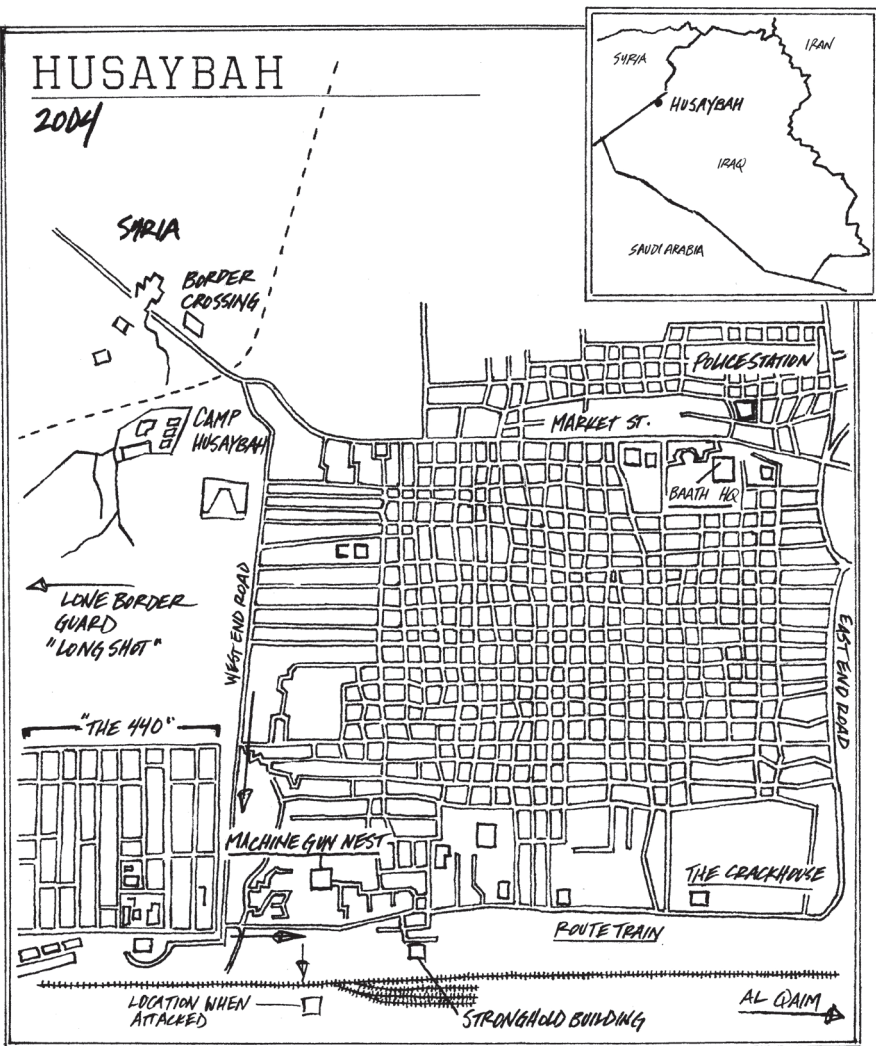 HUSAYBAH
2004
SYRIA
IRAN
HUSAYBAH
IRAQ
SAUDI ARABIA
SYRIA
BORDER
CROSSING
POLICE STATION
MARKET ST.
CAMP
HUSAYBAH
BAATH HQ
LONE BORDER
GUARD
"LONG SHOT"
WEST END ROAD
EAST END ROAD
"THE 440"
MACHINE GUN NEST
THE CRACKHOUSE
ROUTE TRAIN
LOCATION WHEN
ATTACKED
STRONGHOLD BUILDING
AL QAIM